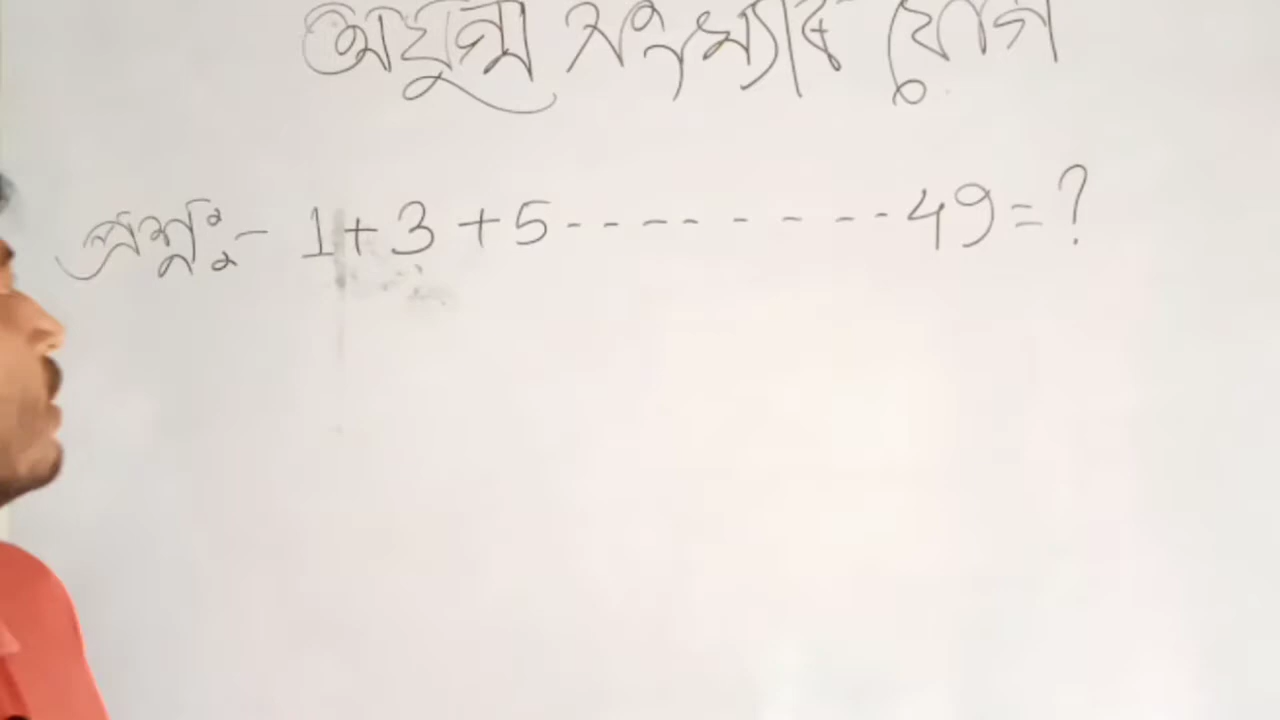 অযুগ্ম সংখ্যাৰ যোগ
প্রশ্ন:- 1+3+5--------49=?